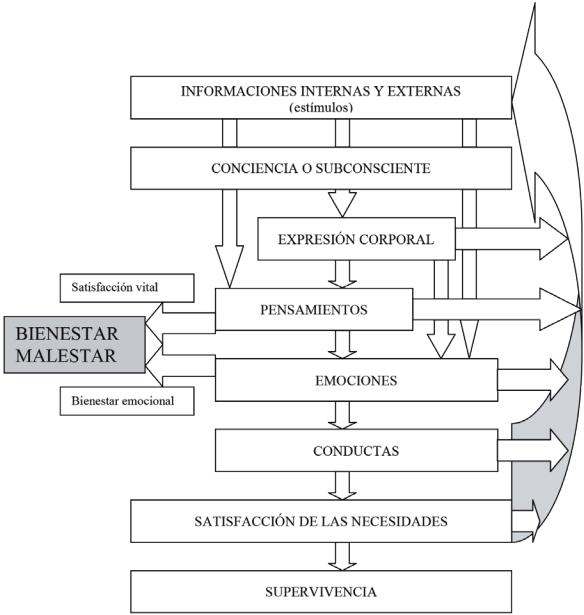 INFORMACIONES INTERNAS Y EXTERNAS
(estímulos)
CONCIENCIA O SUBCONSCIENTE
EXPRESIÓN CORPORAL
Satisfacción vital
PENSAMIENTOS
BIENESTAR
MALESTAR
EMOCIONES
Bienestar emocional
CONDUCTAS
SATISFACCIÓN DE LAS NECESIDADES
SUPERVIVENCIA